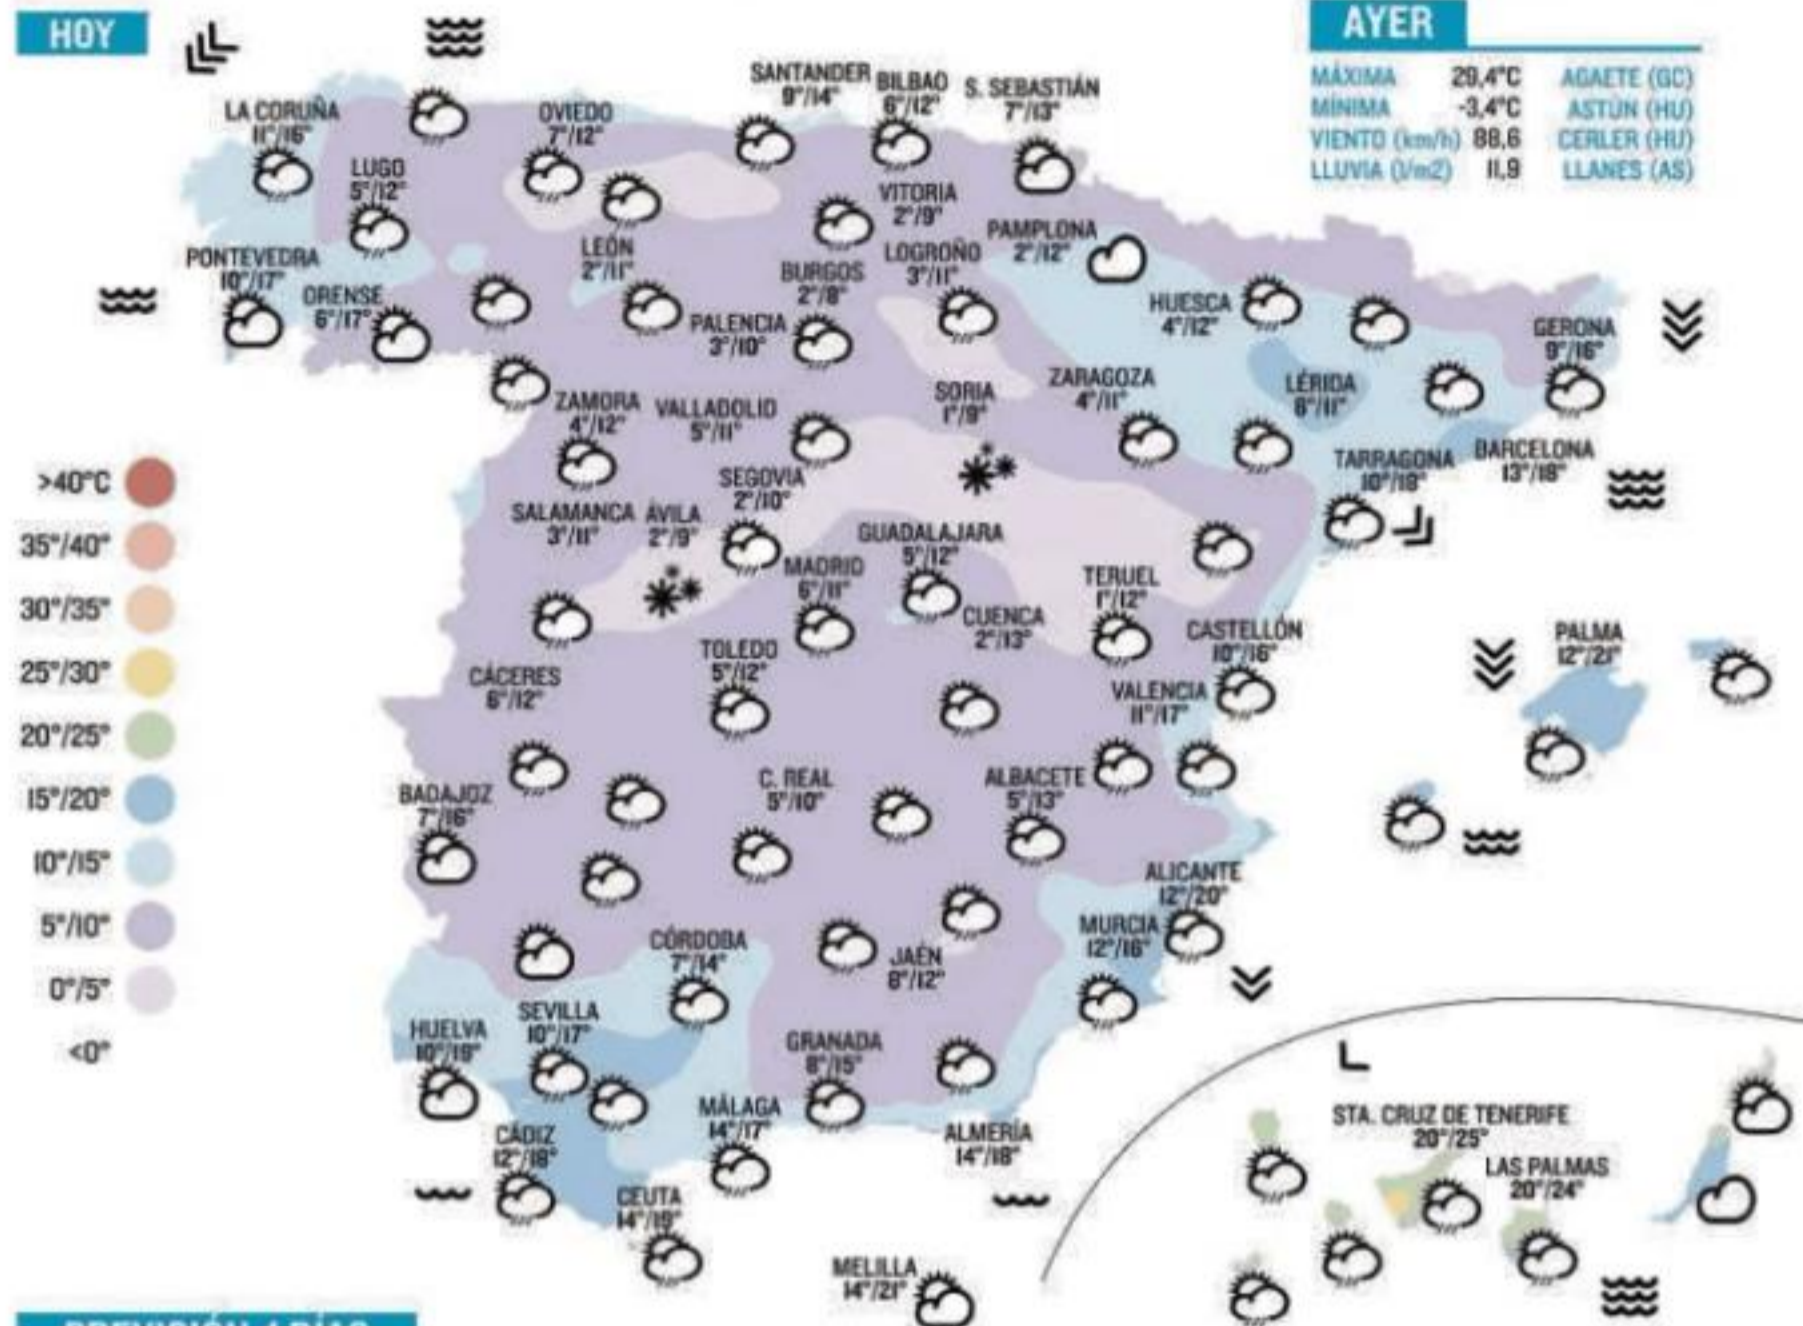 HOY
AYER
MÁXIMA 29,4°C AGAETE (GC)
MÍNIMA -3,4°C ASTÚN (HU)
VIENTO (km/h) 88,6 CERLER (HU)
LLUVIA (l/m2) 11,9 LLANES (AS)
LA CORUÑA
11°/16°
OVIEDO
7°/12°
SANTANDER
9°/14°
BILBAO
6°/12°
S. SEBASTIÁN
7°/13°
LUGO
5°/12°
VITORIA
2°/9°
PAMPLONA
2°/12°
PONTEVEDRA
10°/17°
ORENSE
6°/17°
LEÓN
2°/11°
BURGOS
2°/8°
LOGROÑO
3°/11°
HUESCA
4°/12°
GERONA
9°/16°
PALENCIA
3°/10°
ZAMORA
4°/12°
VALLADOLID
5°/11°
SORIA
1°/9°
ZARAGOZA
4°/11°
LÉRIDA
6°/11°
BARCELONA
13°/18°
TARRAGONA
10°/18°
SEGOVIA
2°/10°
SALAMANCA
3°/11°
ÁVILA
2°/9°
GUADALAJARA
5°/12°
MADRID
6°/11°
TERUEL
1°/12°
CUENCA
2°/13°
CASTELLÓN
10°/16°
PALMA
12°/21°
TOLEDO
5°/12°
CÁCERES
6°/12°
VALENCIA
11°/17°
BADAJOZ
7°/16°
C. REAL
5°/10°
ALBACETE
5°/13°
ALICANTE
12°/20°
MURCIA
12°/16°
CÓRDOBA
7°/14°
JAÉN
8°/12°
HUELVA
10°/19°
SEVILLA
10°/17°
GRANADA
8°/15°
MÁLAGA
14°/17°
ALMERÍA
14°/18°
CÁDIZ
12°/18°
CEUTA
14°/19°
MELILLA
14°/21°
STA. CRUZ DE TENERIFE
20°/25°
LAS PALMAS
20°/24°
>40°C
35°/40°
30°/35°
25°/30°
20°/25°
15°/20°
10°/15°
5°/10°
0°/5°
<0°
PREVISIÓN 4 DÍAS